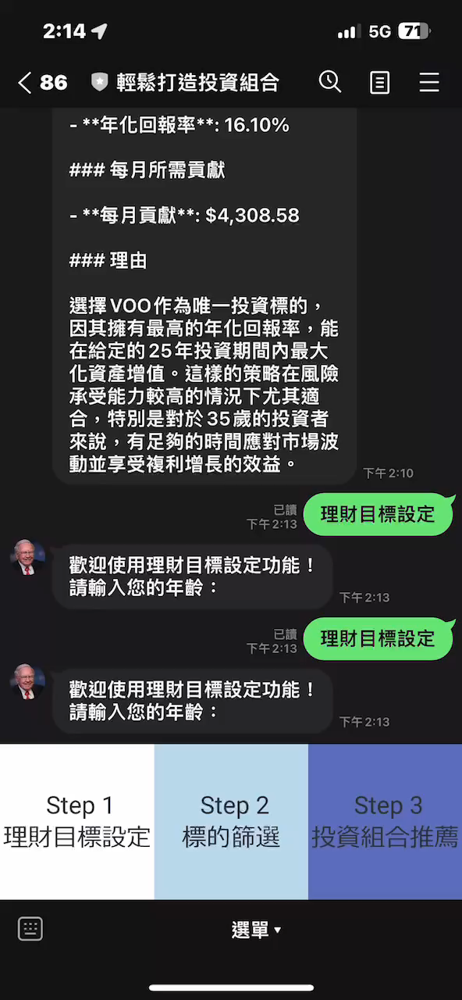 2:14
5G
71
86
輕鬆打造投資組合
- **年化回報率**: 16.10%
### 每月所需貢獻
- **每月貢獻**: $4,308.58
### 理由
選擇VOO作為唯一投資標的，
因其擁有最高的年化回報率，能
在給定的25年投資期間內最大
化資產增值。這樣的策略在風險
承受能力較高的情況下尤其適
合，特別是對於35歲的投資者
來說，有足夠的時間應對市場波
動並享受複利增長的效益。
下午2:10
已讀
下午2:13
理財目標設定
歡迎使用理財目標設定功能！
請輸入您的年齡：
下午2:13
已讀
下午2:13
理財目標設定
歡迎使用理財目標設定功能！
請輸入您的年齡：
下午2:13
Step 1
理財目標設定
Step 2
標的篩選
Step 3
投資組合推薦
選單▾